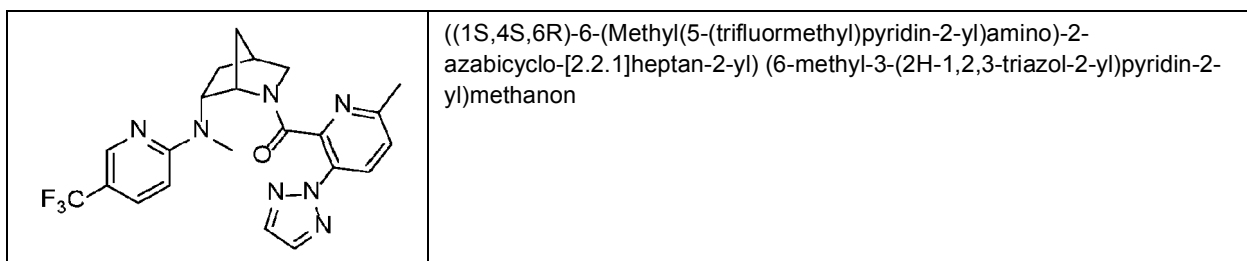 ((1S,4S,6R)-6-(Methyl(5-(trifluormethyl)pyridin-2-yl)amino)-2-
azabicyclo-[2.2.1]heptan-2-yl) (6-methyl-3-(2H-1,2,3-triazol-2-yl)pyridin-2-
yl)methanon
N
N
N
N
O
F3C
N
N
N